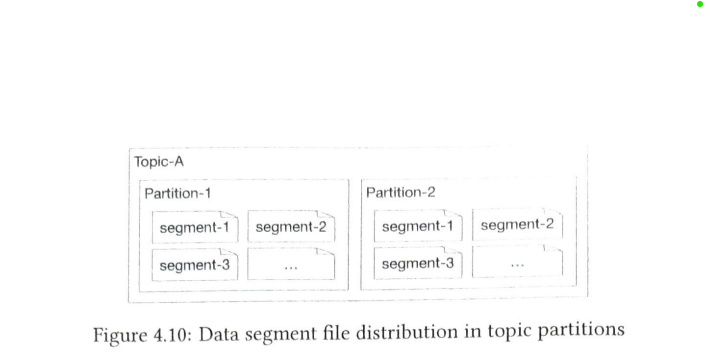 Topic-A
Partition-1
segment-1 segment-2
segment-3 ...
Partition-2
segment-1 segment-2
segment-3 ...
Figure 4.10: Data segment file distribution in topic partitions